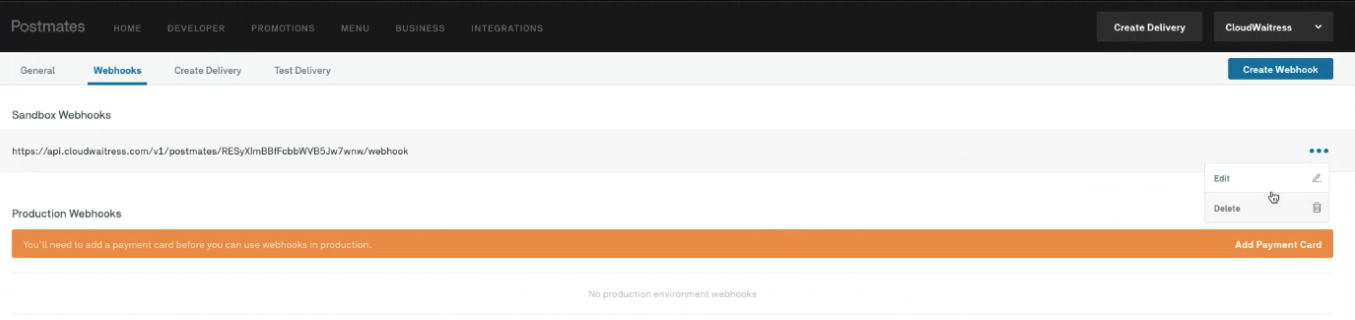 Postmates HOME DEVELOPER PROMOTIONS MENU BUSINESS INTEGRATIONS Create Delivery CloudWaitress
General Webhooks Create Delivery Test Delivery Create Webhook
Sandbox Webhooks
https://api.cloudwaitress.com/v1/postmates/RESyXImBBfFcbbWVB5Jw7wnw/webhook
Edit
Delete
Production Webhooks
You'll need to add a payment card before you can use webhooks in production. Add Payment Card
No production environment webhooks